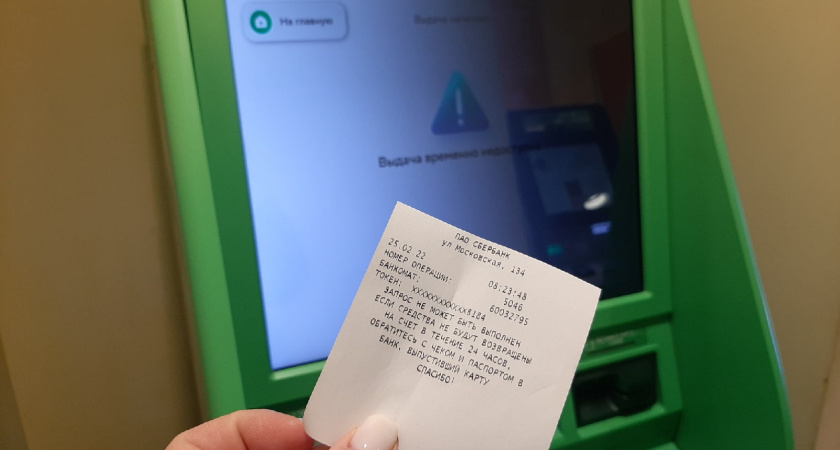 На главную
Выдача наличных
Выдача временно недоступна
ПАО СБЕРБАНК
ул Московская, 134
25.02.22 08:23:48
НОМЕР ОПЕРАЦИИ: 5046
БАНКОМАТ: 60032795
ТОКЕН: XXXXXXXXXXXX8184
ЗАПРОС НЕ МОЖЕТ БЫТЬ ВЫПОЛНЕН
ЕСЛИ СРЕДСТВА НЕ БУДУТ ВОЗВРАЩЕНЫ
НА СЧЕТ В ТЕЧЕНИЕ 24 ЧАСОВ,
ОБРАТИТЕСЬ С ЧЕКОМ И ПАСПОРТОМ В
БАНК, ВЫПУСТИВШИЙ КАРТУ
СПАСИБО!